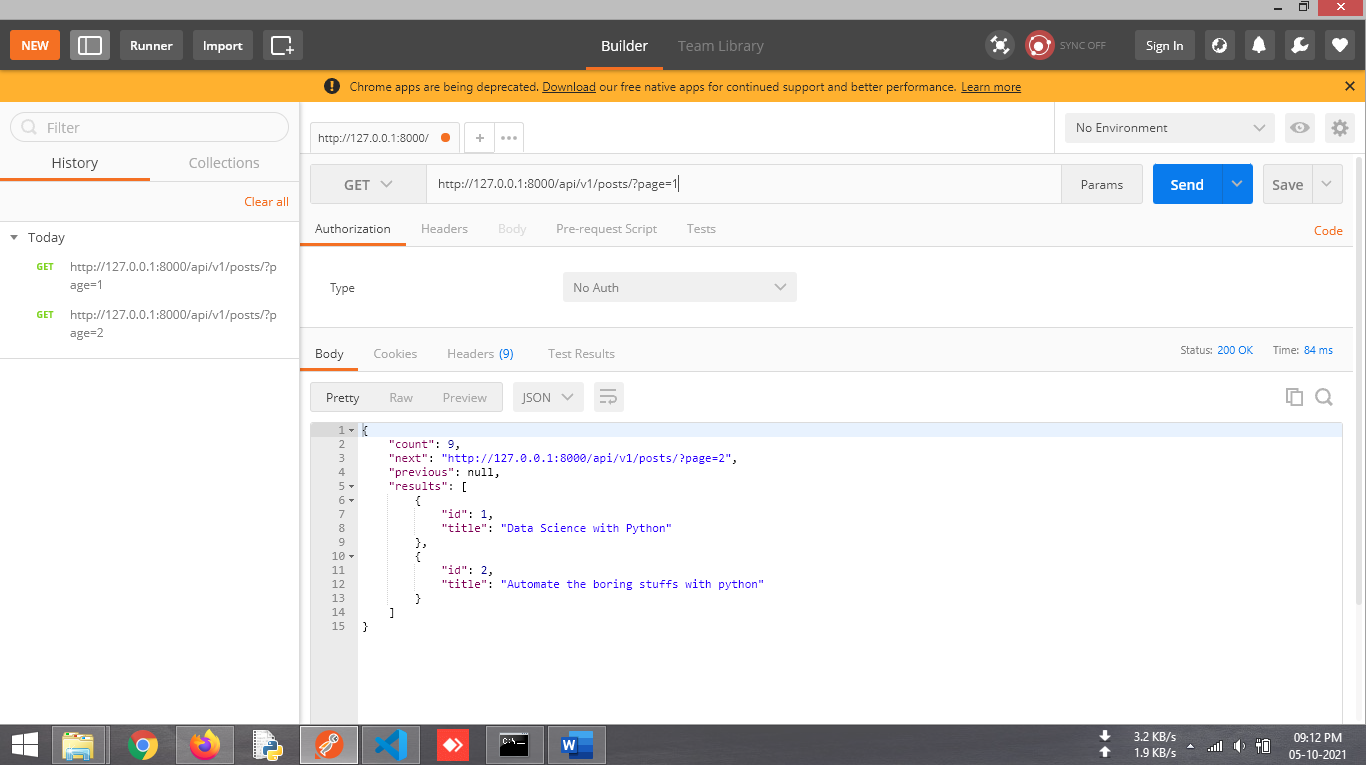 NEW Runner Import Builder Team Library SYNC OFF Sign In
Chrome apps are being deprecated. Download our free native apps for continued support and better performance. Learn more
Filter
History Collections
Clear all
Today
GET http://127.0.0.1:8000/api/v1/posts/?p
age=1
GET http://127.0.0.1:8000/api/v1/posts/?p
age=2
http://127.0.0.1:8000/ + ••• No Environment
GET http://127.0.0.1:8000/api/v1/posts/?page=1 Params Send Save
Authorization Headers Body Pre-request Script Tests Code
Type No Auth
Body Cookies Headers (9) Test Results Status: 200 OK Time: 84 ms
Pretty Raw Preview JSON
1 {
2 "count": 9,
3 "next": "http://127.0.0.1:8000/api/v1/posts/?page=2",
4 "previous": null,
5 "results": [
6 {
7 "id": 1,
8 "title": "Data Science with Python"
9 },
10 {
11 "id": 2,
12 "title": "Automate the boring stuffs with python"
13 }
14 ]
15 }
3.2 KB/s
1.9 KB/s
09:12 PM
05-10-2021